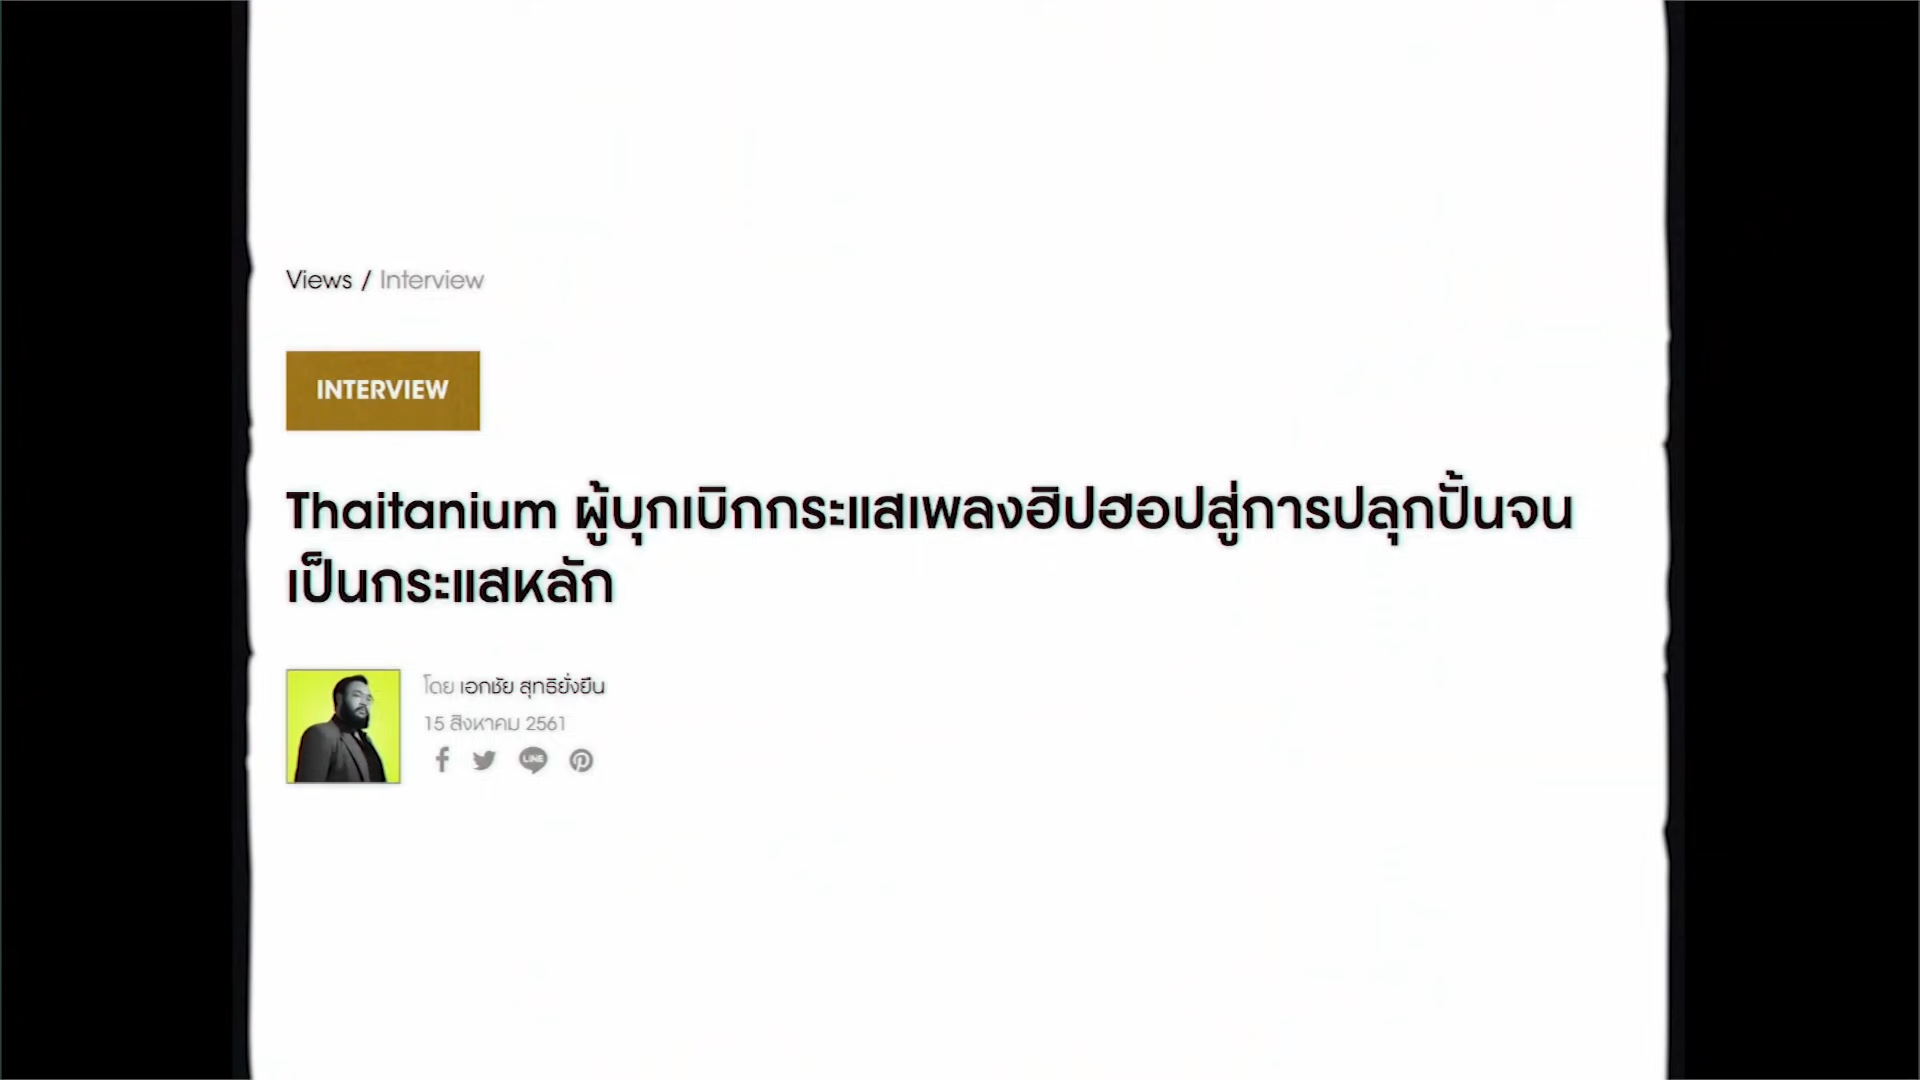 Views / Interview
INTERVIEW
Thaitanium ผู้บุกเบิกกระแสเพลงฮิปฮอปสู่การปลุกปั้นจน
เป็นกระแสหลัก
โดย เอกชัย สุทธิยั่งยืน
15 สิงหาคม 2561
LINE